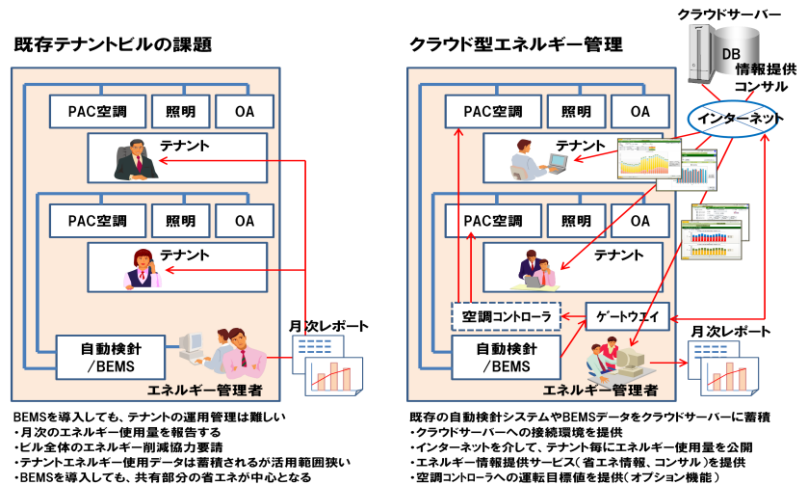 既存テナントビルの課題
PAC空調 照明 OA
テナント
PAC空調 照明 OA
テナント
自動検針
/BEMS
エネルギー管理者
月次レポート
BEMSを導入しても、テナントの運用管理は難しい
・月次のエネルギー使用量を報告する
・ビル全体のエネルギー削減協力要請
・テナントエネルギー使用データは蓄積されるが活用範囲狭い
・BEMSを導入しても、共有部分の省エネが中心となる
クラウド型エネルギー管理
クラウドサーバー
DB
情報提供
コンサル
インターネット
PAC空調 照明 OA
テナント
PAC空調 照明 OA
テナント
空調コントローラ ゲートウエイ
自動検針
/BEMS
エネルギー管理者
月次レポート
既存の自動検針システムやBEMSデータをクラウドサーバーに蓄積
・クラウドサーバーへの接続環境を提供
・インターネットを介して、テナント毎にエネルギー使用量を公開
・エネルギー情報提供サービス（省エネ情報、コンサル）を提供
・空調コントローラへの運転目標値を提供（オプション機能）